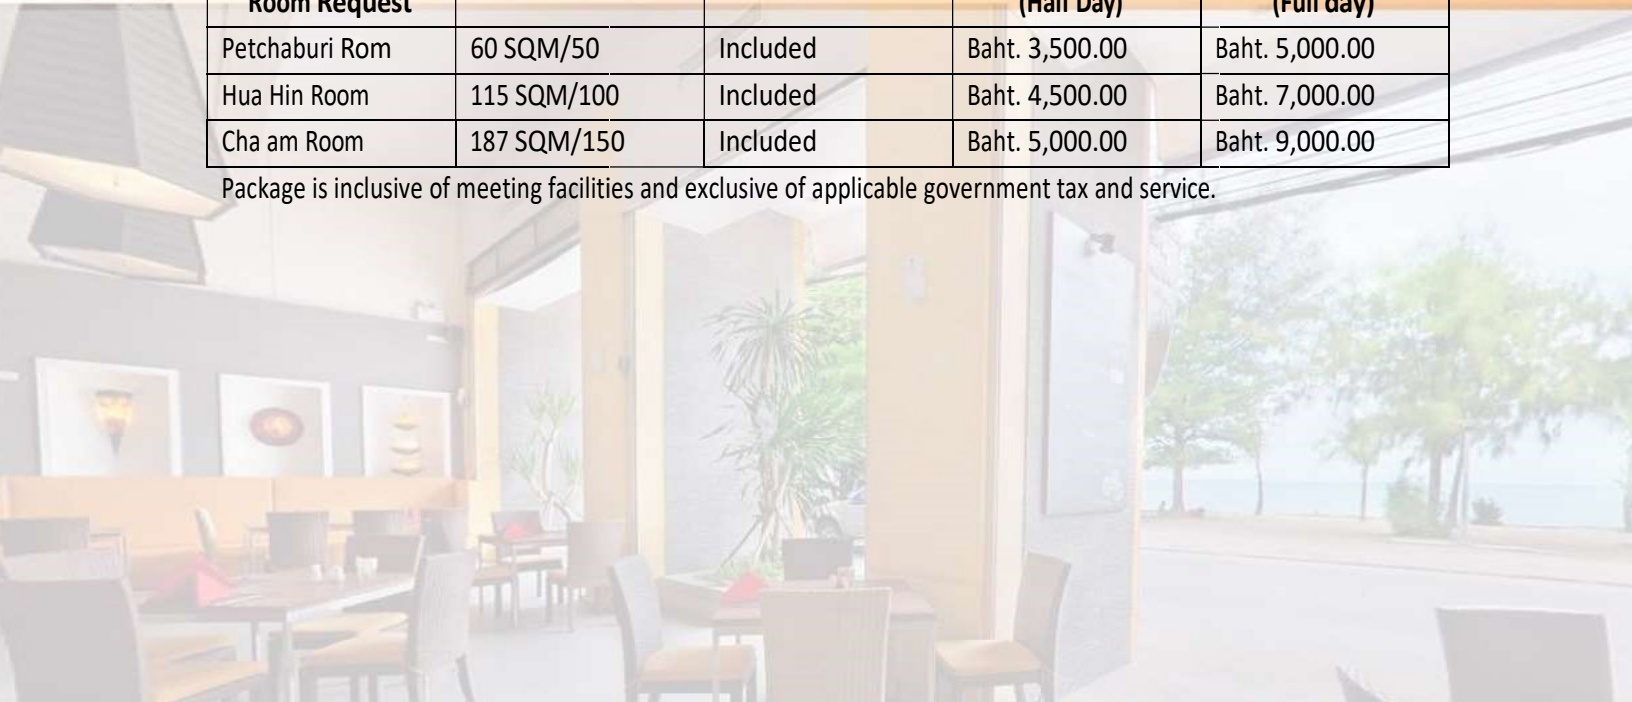 Room Request (Half Day) (Full day)
Petchaburi Rom 60 SQM/50 Included Baht. 3,500.00 Baht. 5,000.00
Hua Hin Room 115 SQM/100 Included Baht. 4,500.00 Baht. 7,000.00
Cha am Room 187 SQM/150 Included Baht. 5,000.00 Baht. 9,000.00
Package is inclusive of meeting facilities and exclusive of applicable government tax and service.